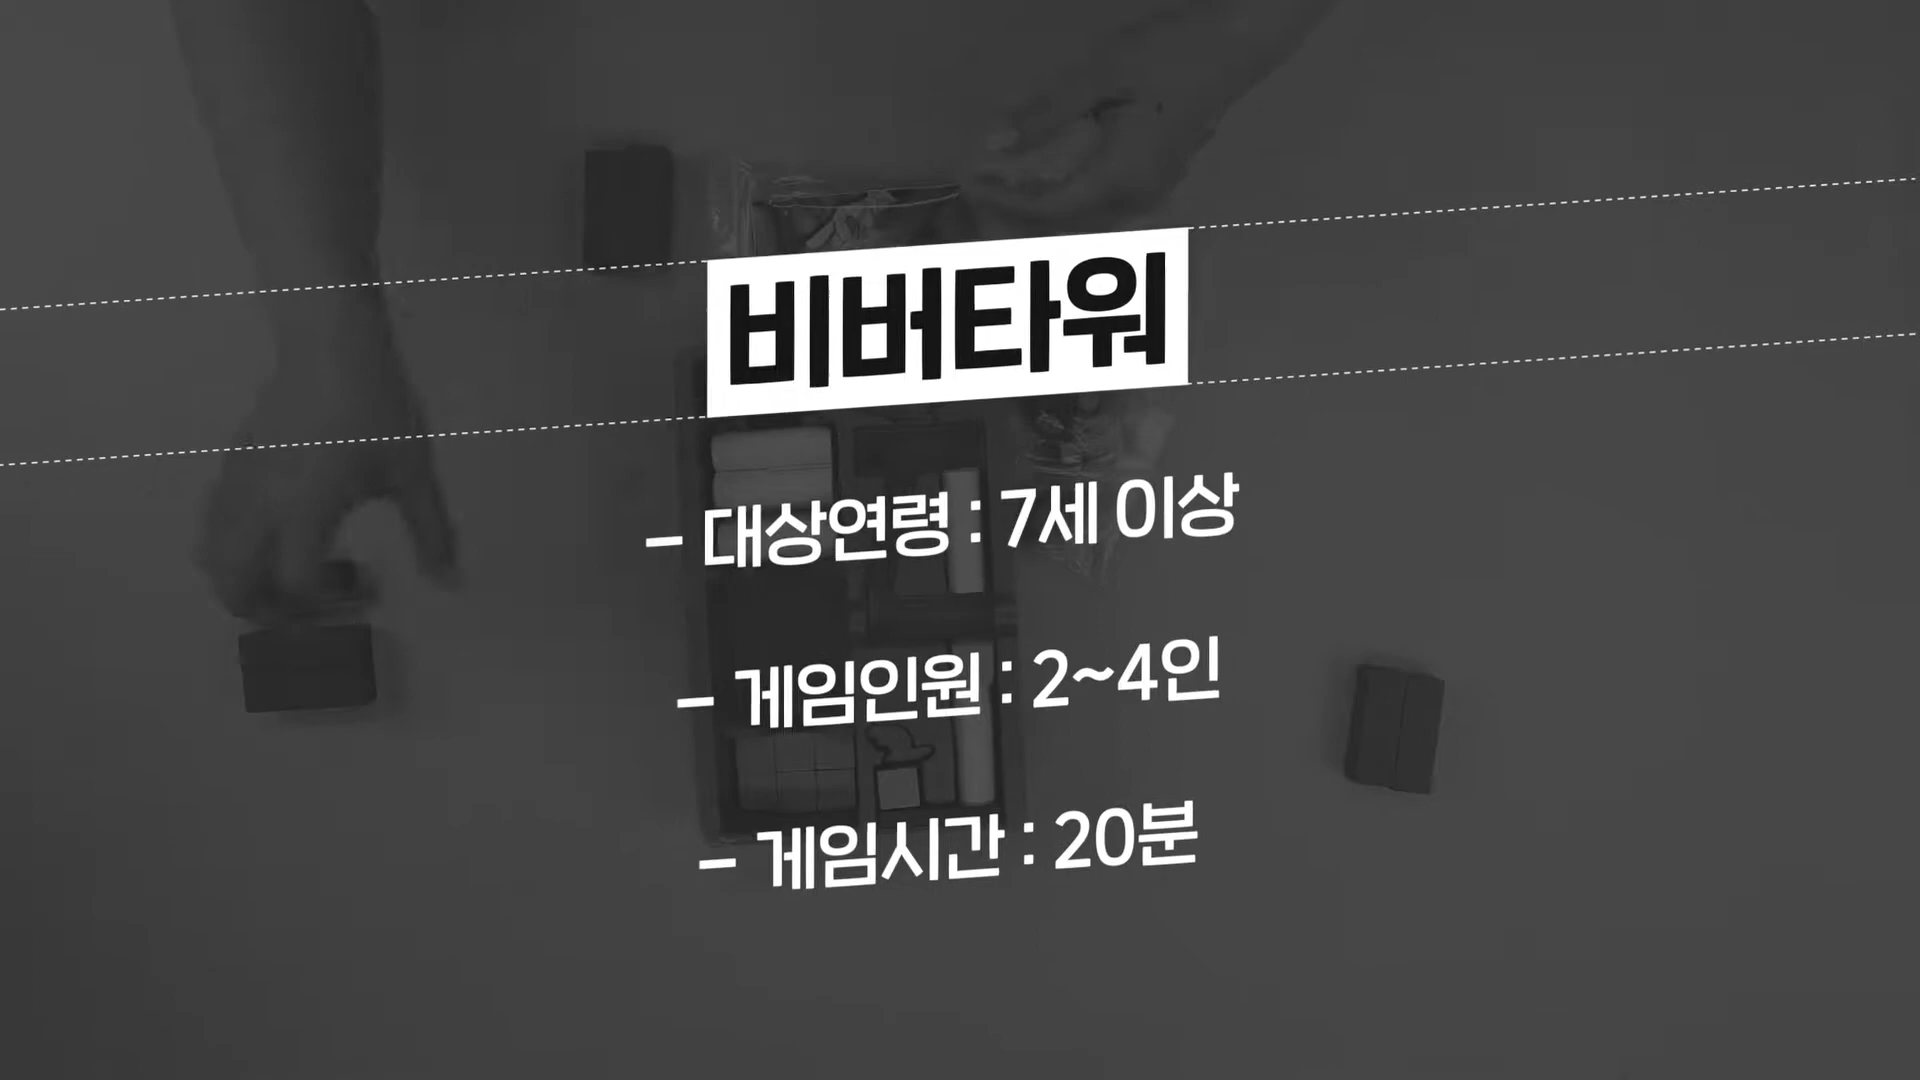 비버타워
- 대상연령 : 7세 이상
- 게임인원 : 2~4인
- 게임시간 : 20분